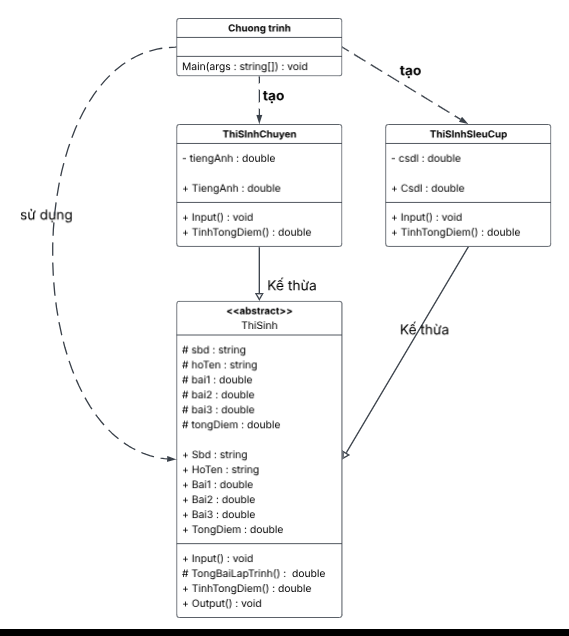 Chuong trinh
Main(args : string[]) : void
tạo
tạo
ThiSInhChuyen
- tiengAnh : double
+ TiengAnh : double
+ Input() : void
+ TinhTongDiem() : double
ThiSInhSIeuCup
- csdl : double
+ Csdl : double
+ Input() : void
+ TinhTongDiem() : double
sử dụng
Kế thừa
Kế thừa
<<abstract>>
ThiSinh
# sbd : string
# hoTen : string
# bai1 : double
# bai2 : double
# bai3 : double
# tongDiem : double
+ Sbd : string
+ HoTen : string
+ Bai1 : double
+ Bai2 : double
+ Bai3 : double
+ TongDiem : double
+ Input() : void
# TongBaiLapTrinh() : double
+ TinhTongDiem() : double
+ Output() : void